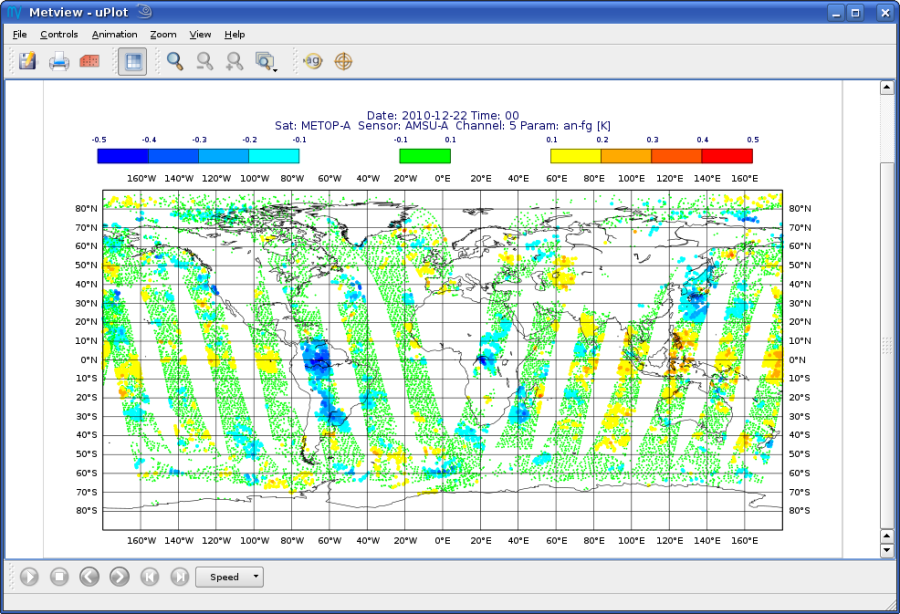 Metview - uPlot
File Controls Animation Zoom View Help
Date: 2010-12-22 Time: 00
Sat: METOP-A Sensor: AMSU-A Channel: 5 Param: an-fg [K]
-0.5 -0.4 -0.3 -0.2 -0.1 -0.1 0.1 0.1 0.2 0.3 0.4 0.5
160°W 140°W 120°W 100°W 80°W 60°W 40°W 20°W 0°E 20°E 40°E 60°E 80°E 100°E 120°E 140°E 160°E
80°N 80°N
70°N 70°N
60°N 60°N
50°N 50°N
40°N 40°N
30°N 30°N
20°N 20°N
10°N 10°N
0°N 0°N
10°S 10°S
20°S 20°S
30°S 30°S
40°S 40°S
50°S 50°S
60°S 60°S
70°S 70°S
80°S 80°S
160°W 140°W 120°W 100°W 80°W 60°W 40°W 20°W 0°E 20°E 40°E 60°E 80°E 100°E 120°E 140°E 160°E
Speed